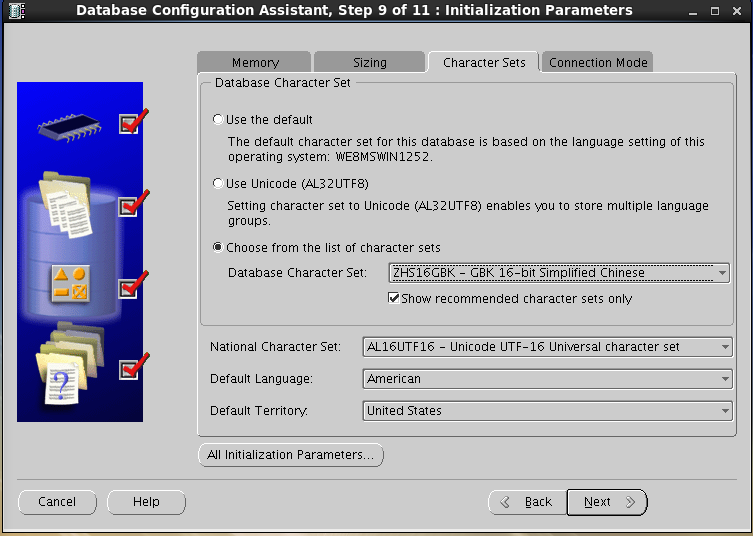 Database Configuration Assistant, Step 9 of 11 : Initialization Parameters
Memory
Sizing
Character Sets
Connection Mode
Database Character Set
Use the default
The default character set for this database is based on the language setting of this
operating system: WE8MSWIN1252.
Use Unicode (AL32UTF8)
Setting character set to Unicode (AL32UTF8) enables you to store multiple language
groups.
Choose from the list of character sets
Database Character Set: ZHS16GBK - GBK 16-bit Simplified Chinese
Show recommended character sets only
National Character Set: AL16UTF16 - Unicode UTF-16 Universal character set
Default Language: American
Default Territory: United States
All Initialization Parameters...
Cancel
Help
Back
Next